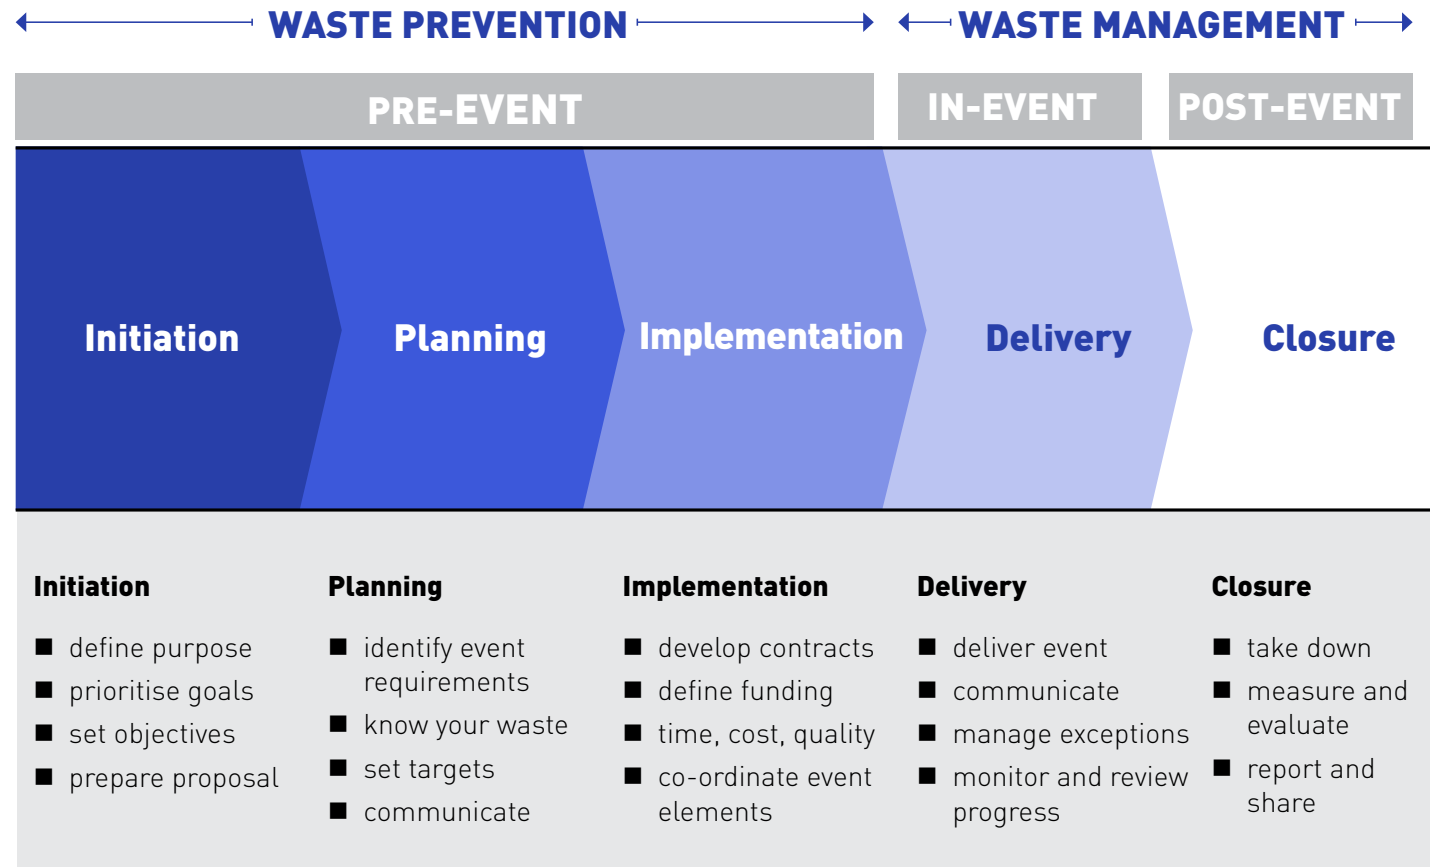 WASTE PREVENTION
WASTE MANAGEMENT
PRE-EVENT
IN-EVENT
POST-EVENT
Initiation
Planning
Implementation
Delivery
Closure
Initiation
■ define purpose
■ prioritise goals
■ set objectives
■ prepare proposal
Planning
■ identify event
requirements
■ know your waste
■ set targets
■ communicate
Implementation
■ develop contracts
■ define funding
■ time, cost, quality
■ co-ordinate event
elements
Delivery
■ deliver event
■ communicate
■ manage exceptions
■ monitor and review
progress
Closure
■ take down
■ measure and
evaluate
■ report and
share